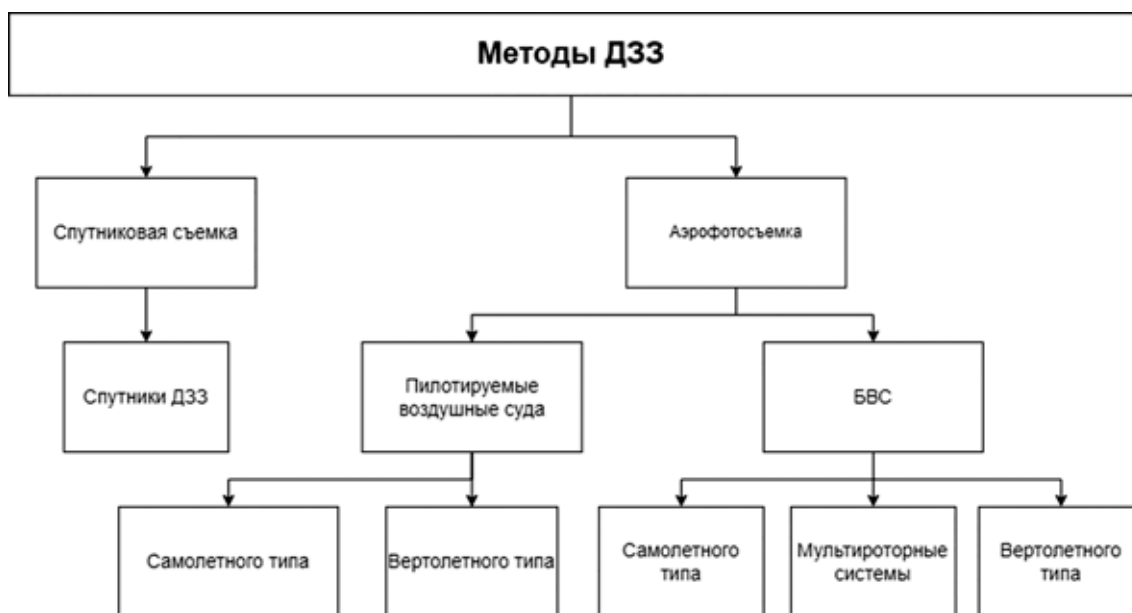 Методы ДЗЗ
Спутниковая съемка
Аэрофотосъемка
Спутники ДЗЗ
Пилотируемые
воздушные суда
БВС
Самолетного типа
Вертолетного типа
Самолетного
типа
Мультироторные
системы
Вертолетного
типа